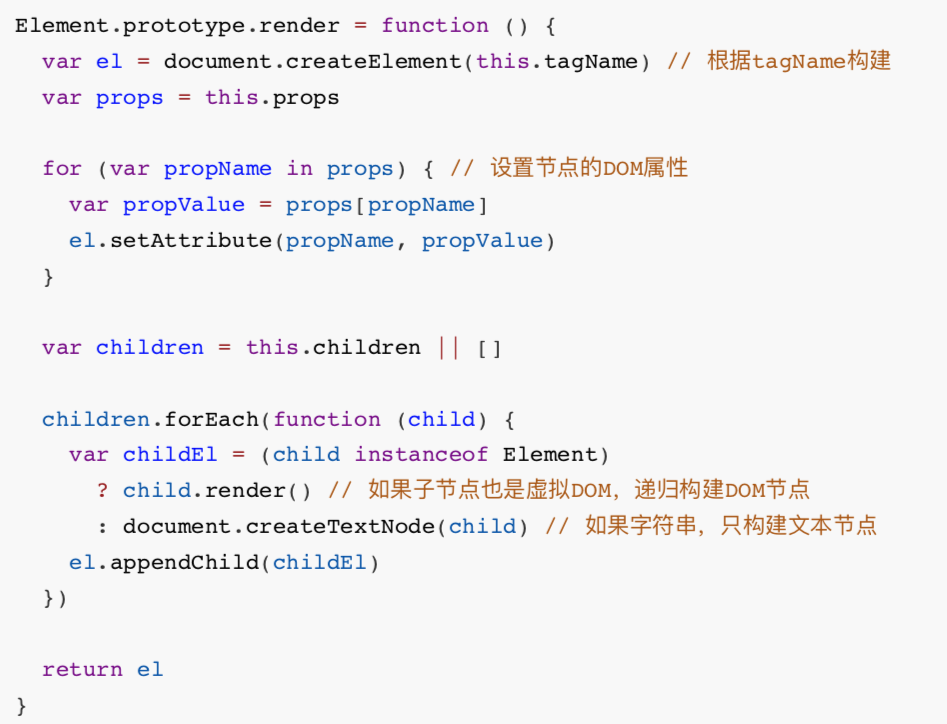 Element.prototype.render = function () {
  var el = document.createElement(this.tagName) // 根据tagName构建
  var props = this.props

  for (var propName in props) { // 设置节点的DOM属性
    var propValue = props[propName]
    el.setAttribute(propName, propValue)
  }

  var children = this.children || []

  children.forEach(function (child) {
    var childEl = (child instanceof Element)
      ? child.render() // 如果子节点也是虚拟DOM，递归构建DOM节点
      : document.createTextNode(child) // 如果字符串，只构建文本节点
    el.appendChild(childEl)
  })

  return el
}